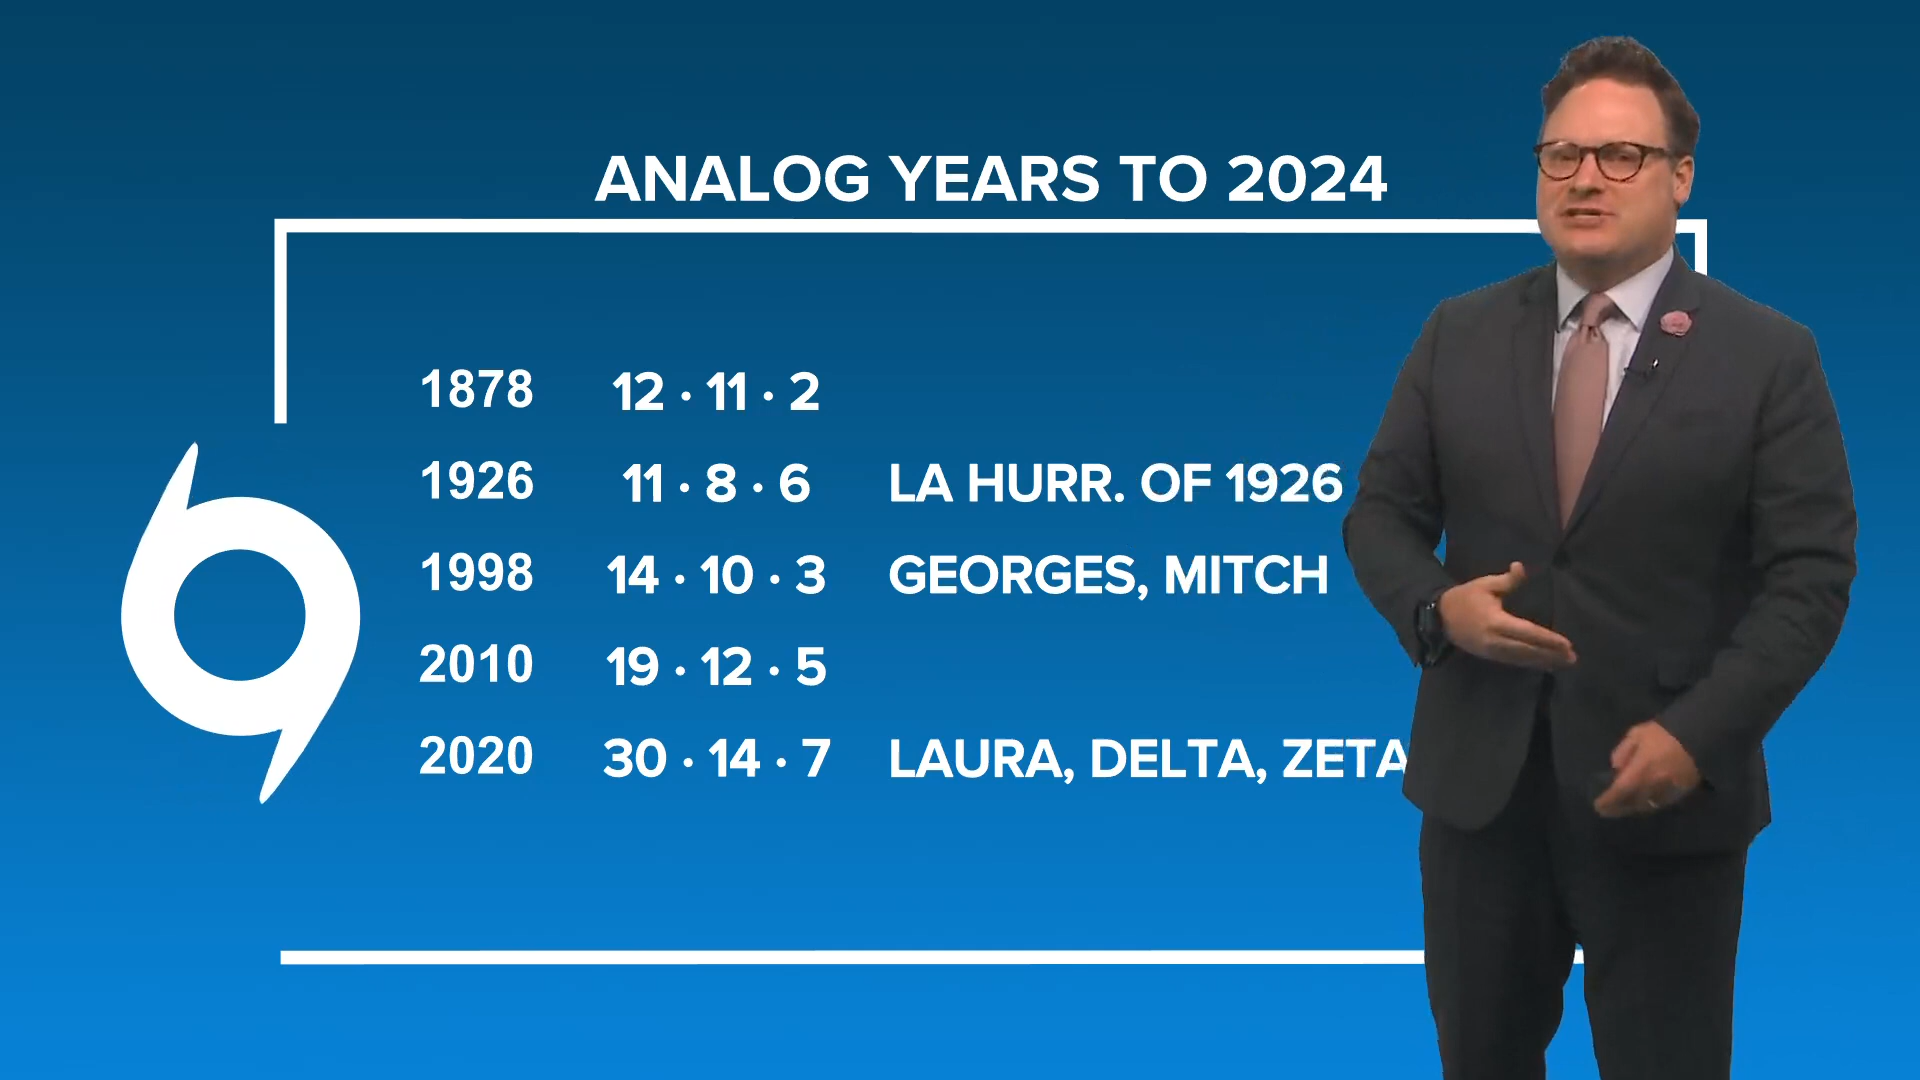 ANALOG YEARS TO 2024
1878 12 · 11 · 2
1926 11 · 8 · 6 LA HURR. OF 1926
1998 14 · 10 · 3 GEORGES, MITCH
2010 19 · 12 · 5
2020 30 · 14 · 7 LAURA, DELTA, ZETA